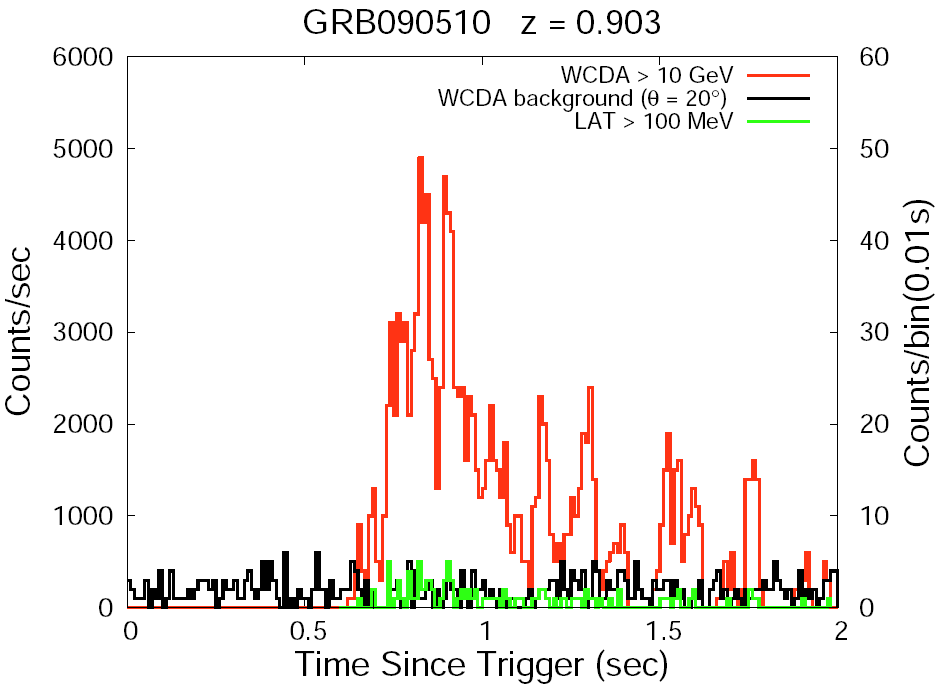 GRB090510   z = 0.903
6000
5000
4000
3000
2000
1000
0
Counts/sec
WCDA > 10 GeV
WCDA background (θ = 20°)
LAT > 100 MeV
60
50
40
30
20
10
0
Counts/bin(0.01s)
0 0.5 1 1.5 2
Time Since Trigger (sec)